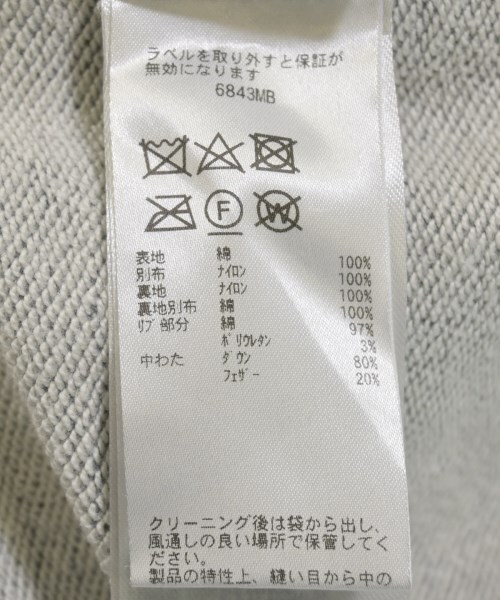 ラベルを取り外すと保証が
無効になります
6843MB
F W
表地 綿 100%
別布 ﾅｲﾛﾝ 100%
裏地 ﾅｲﾛﾝ 100%
裏地別布 綿 100%
ﾘﾌﾞ部分 綿 97%
ﾎﾟﾘｳﾚﾀﾝ 3%
中わた ﾀﾞｳﾝ 80%
ﾌｪｻﾞｰ 20%
クリーニング後は袋から出し、
風通しの良い場所で保管してく
ださい。
製品の特性上、縫い目から中の